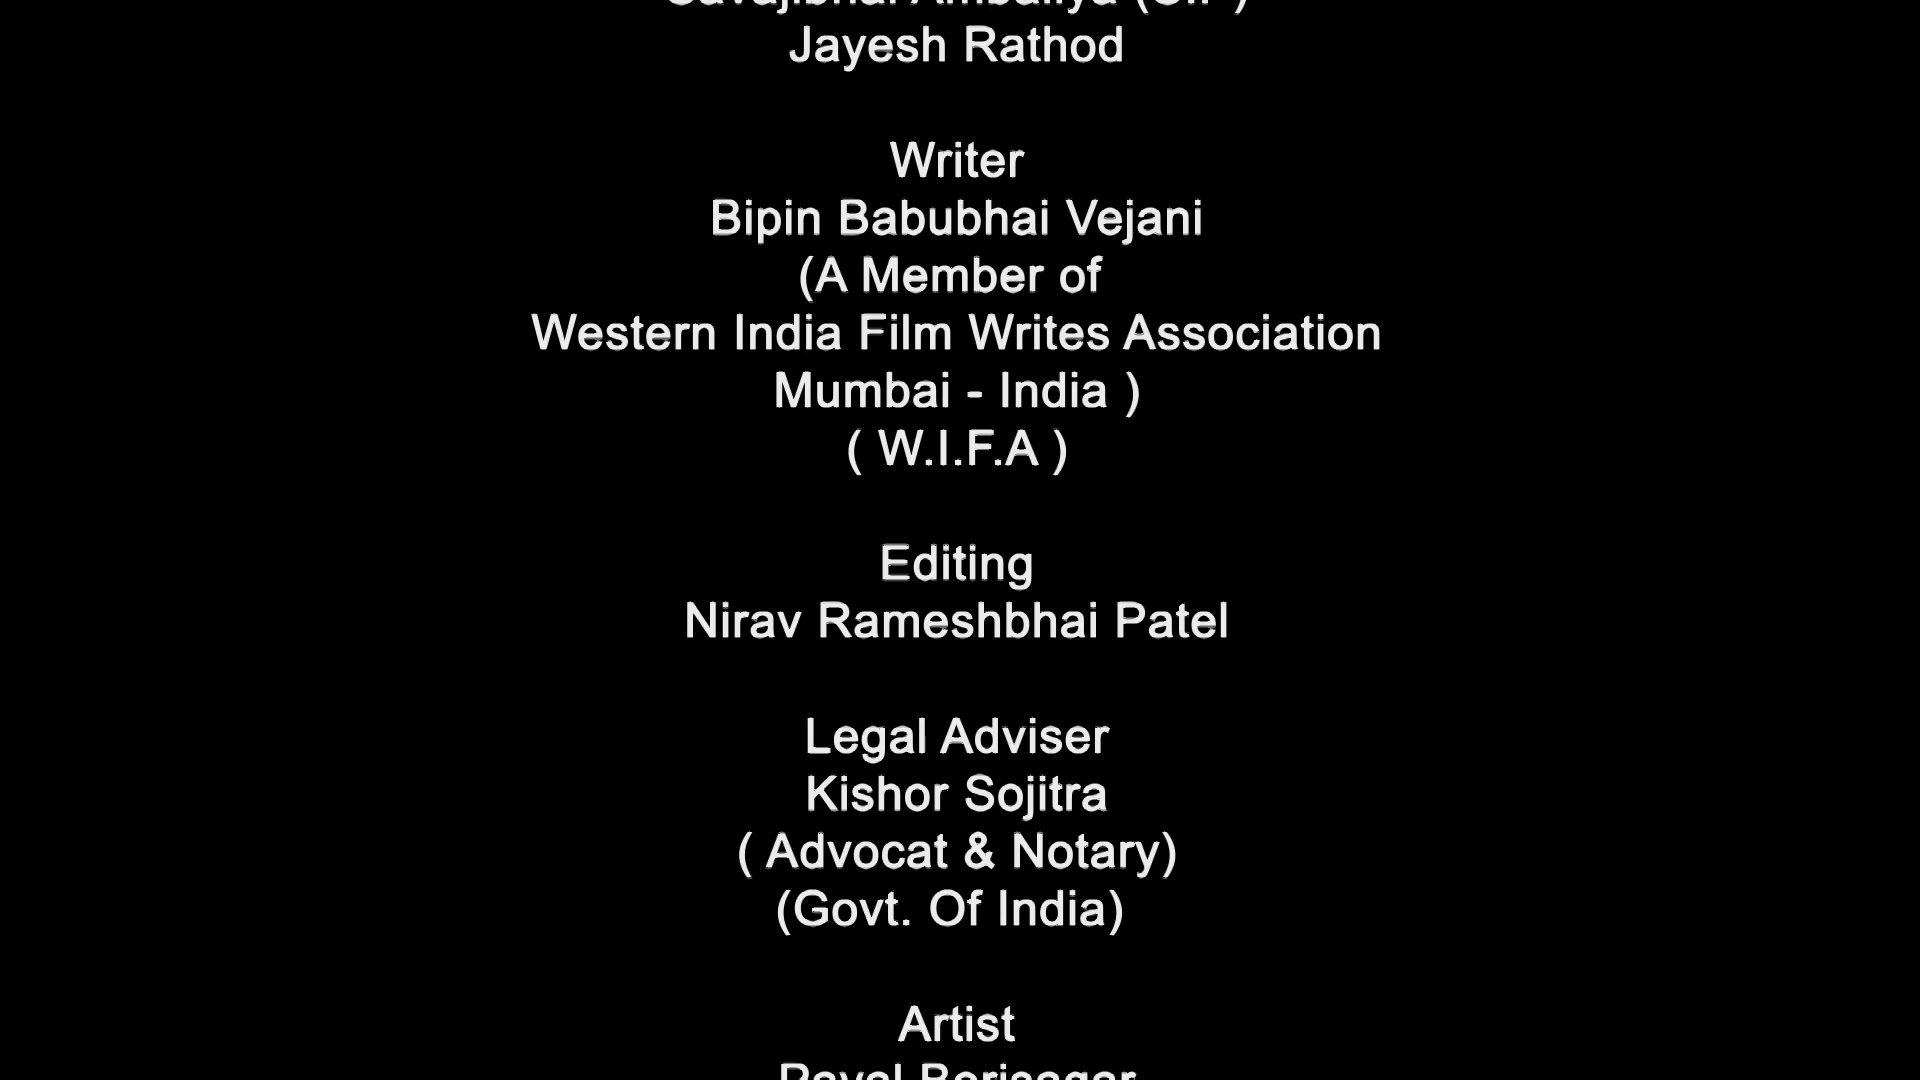 Jayesh Rathod
Writer
Bipin Babubhai Vejani
(A Member of
Western India Film Writes Association
Mumbai - India )
( W.I.F.A )
Editing
Nirav Rameshbhai Patel
Legal Adviser
Kishor Sojitra
( Advocat & Notary)
(Govt. Of India)
Artist